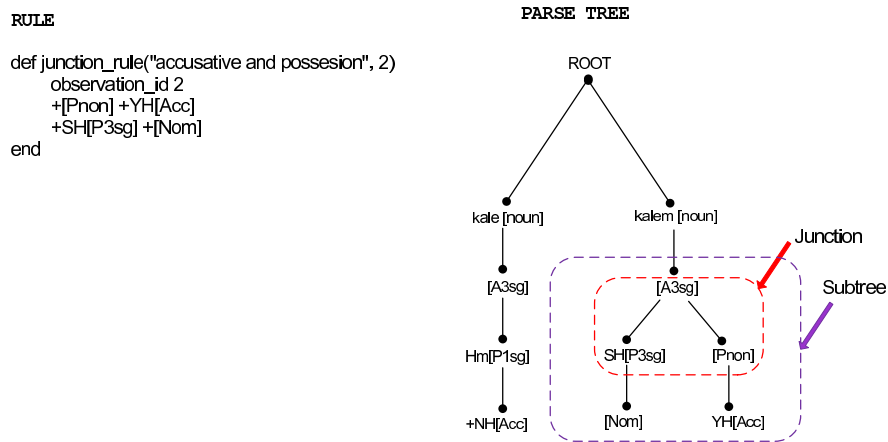 RULE
def junction_rule("accusative and possesion", 2)
observation_id 2
+[Pnon] +YH[Acc]
+SH[P3sg] +[Nom]
end
PARSE TREE
ROOT
kale [noun]
kalem [noun]
Junction
Subtree
[A3sg]
[A3sg]
Hm[P1sg]
SH[P3sg]
[Pnon]
+NH[Acc]
[Nom]
YH[Acc]